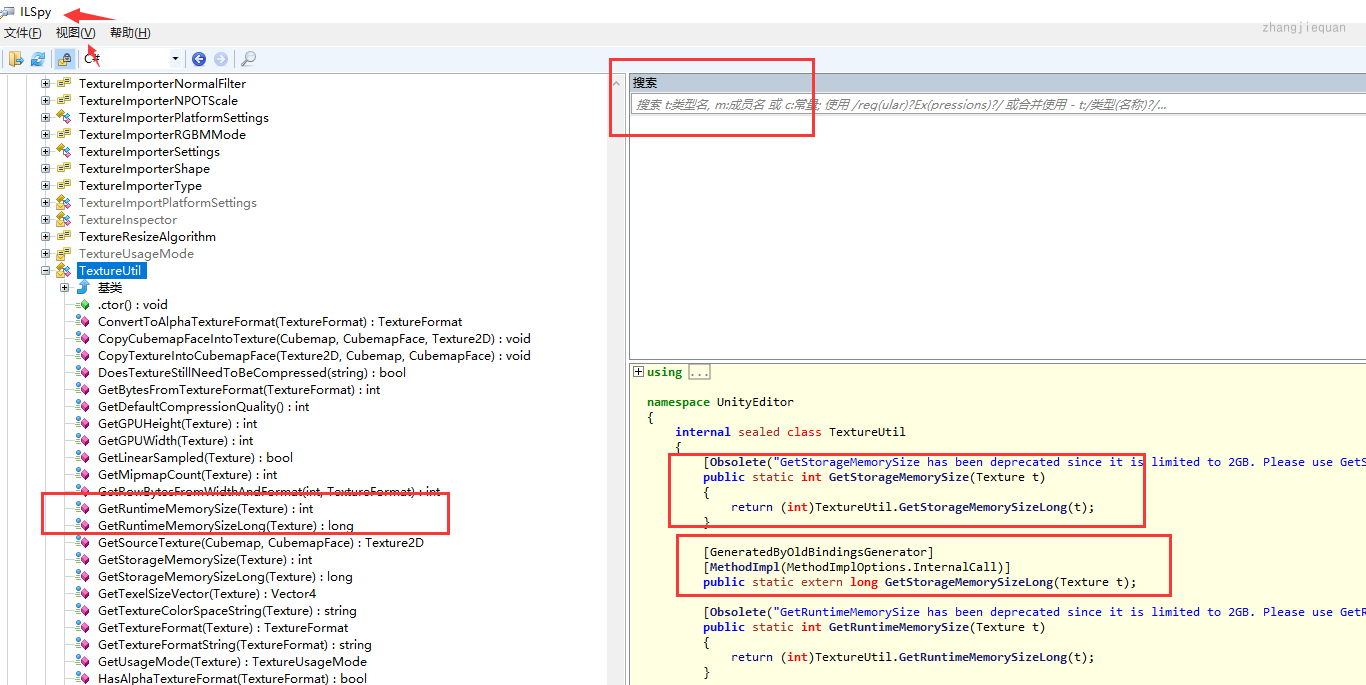 ILSpy
文件(F) 视图(V) 帮助(H)
zhangjiequan
C#
TextureImporterNormalFilter
TextureImporterNPOTScale
TextureImporterPlatformSettings
TextureImporterRGBMMode
TextureImporterSettings
TextureImporterShape
TextureImporterType
TextureImportPlatformSettings
TextureInspector
TextureResizeAlgorithm
TextureUsageMode
TextureUtil
基类
.ctor() : void
ConvertToAlphaTextureFormat(TextureFormat) : TextureFormat
CopyCubemapFaceIntoTexture(Cubemap, CubemapFace, Texture2D) : void
CopyTextureIntoCubemapFace(Texture2D, Cubemap, CubemapFace) : void
DoesTextureStillNeedToBeCompressed(string) : bool
GetBytesFromTextureFormat(TextureFormat) : int
GetDefaultCompressionQuality() : int
GetGPUHeight(Texture) : int
GetGPUWidth(Texture) : int
GetLinearSampled(Texture) : bool
GetMipmapCount(Texture) : int
GetRowBytesFromWidthAndFormat(int, TextureFormat) : int
GetRuntimeMemorySize(Texture) : int
GetRuntimeMemorySizeLong(Texture) : long
GetSourceTexture(Cubemap, CubemapFace) : Texture2D
GetStorageMemorySize(Texture) : int
GetStorageMemorySizeLong(Texture) : long
GetTexelSizeVector(Texture) : Vector4
GetTextureColorSpaceString(Texture) : string
GetTextureFormat(Texture) : TextureFormat
GetTextureFormatString(TextureFormat) : string
GetUsageMode(Texture) : TextureUsageMode
HasAlphaTextureFormat(TextureFormat) : bool
搜索
搜索 t:类型名, m:成员名 或 c:常量; 使用 /reg(ular)?Ex(pressions)?/ 或合并使用 - t:/类型(名称)?/...
using ...
namespace UnityEditor
{
internal sealed class TextureUtil
{
[Obsolete("GetStorageMemorySize has been deprecated since it is limited to 2GB. Please use GetS
public static int GetStorageMemorySize(Texture t)
{
return (int)TextureUtil.GetStorageMemorySizeLong(t);
}
[GeneratedByOldBindingsGenerator]
[MethodImpl(MethodImplOptions.InternalCall)]
public static extern long GetStorageMemorySizeLong(Texture t);
[Obsolete("GetRuntimeMemorySize has been deprecated since it is limited to 2GB. Please use GetR
public static int GetRuntimeMemorySize(Texture t)
{
return (int)TextureUtil.GetRuntimeMemorySizeLong(t);
}